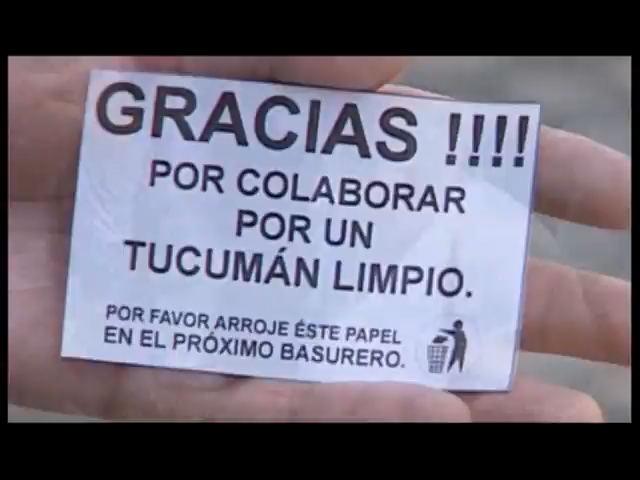 GRACIAS !!!!
POR COLABORAR
POR UN
TUCUMÁN LIMPIO.
POR FAVOR ARROJE ÉSTE PAPEL
EN EL PRÓXIMO BASURERO.